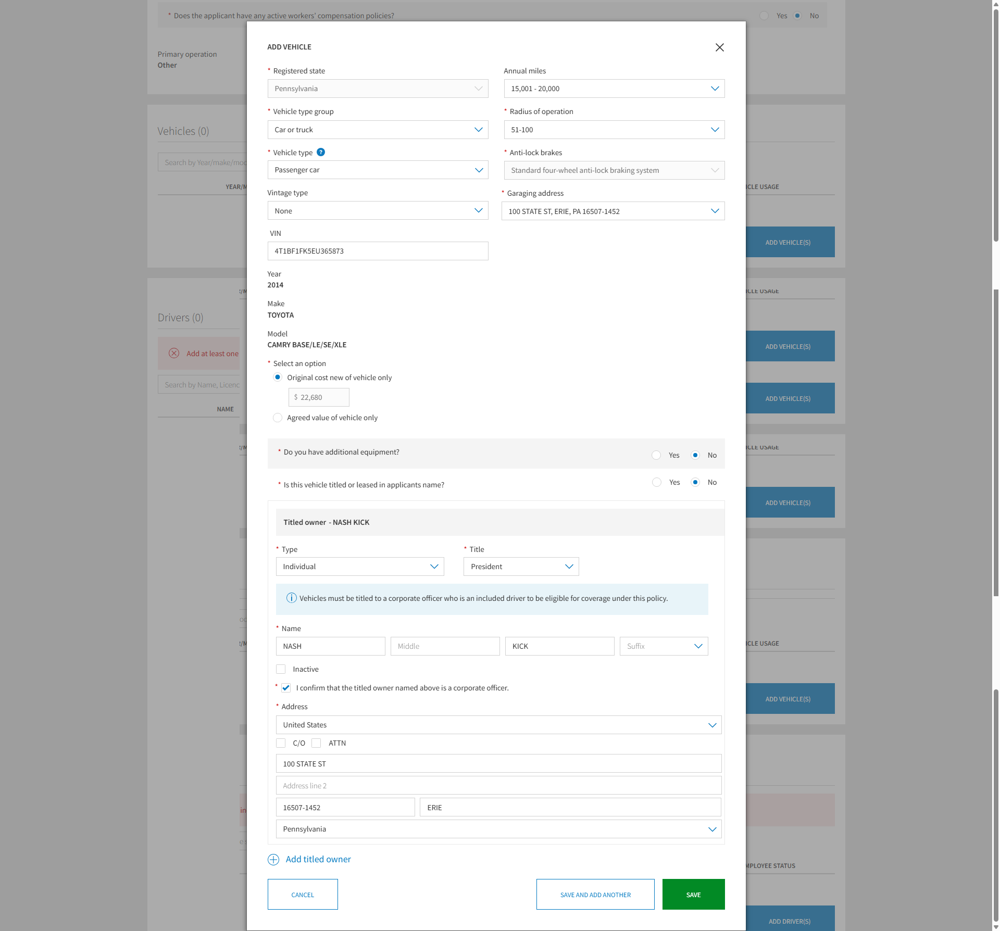 * Does the applicant have any active workers' compensation policies?
Yes No
Primary operation
Other
Vehicles (0)
Search by Year/make/mod
YEAR/M
ICLE USAGE
ADD VEHICLE(S)
ICLE USAGE
Drivers (0)
Add at least one
Search by Name, Licenc
NAME
ADD VEHICLE(S)
ADD VEHICLE(S)
ICLE USAGE
ADD VEHICLE(S)
ICLE USAGE
ADD VEHICLE(S)
in
MPLOYEE STATUS
ADD DRIVER(S)
ADD VEHICLE
* Registered state
Pennsylvania
Annual miles
15,001 - 20,000
* Vehicle type group
Car or truck
* Radius of operation
51-100
* Vehicle type ?
Passenger car
* Anti-lock brakes
Standard four-wheel anti-lock braking system
Vintage type
None
* Garaging address
100 STATE ST, ERIE, PA 16507-1452
VIN
4T1BF1FK5EU365873
Year
2014
Make
TOYOTA
Model
CAMRY BASE/LE/SE/XLE
* Select an option
Original cost new of vehicle only
$ 22,680
Agreed value of vehicle only
* Do you have additional equipment?
Yes No
* Is this vehicle titled or leased in applicants name?
Yes No
Titled owner - NASH KICK
* Type
Individual
* Title
President
Vehicles must be titled to a corporate officer who is an included driver to be eligible for coverage under this policy.
* Name
NASH Middle KICK Suffix
Inactive
* I confirm that the titled owner named above is a corporate officer.
* Address
United States
C/O ATTN
100 STATE ST
Address line 2
16507-1452 ERIE
Pennsylvania
Add titled owner
CANCEL SAVE AND ADD ANOTHER SAVE